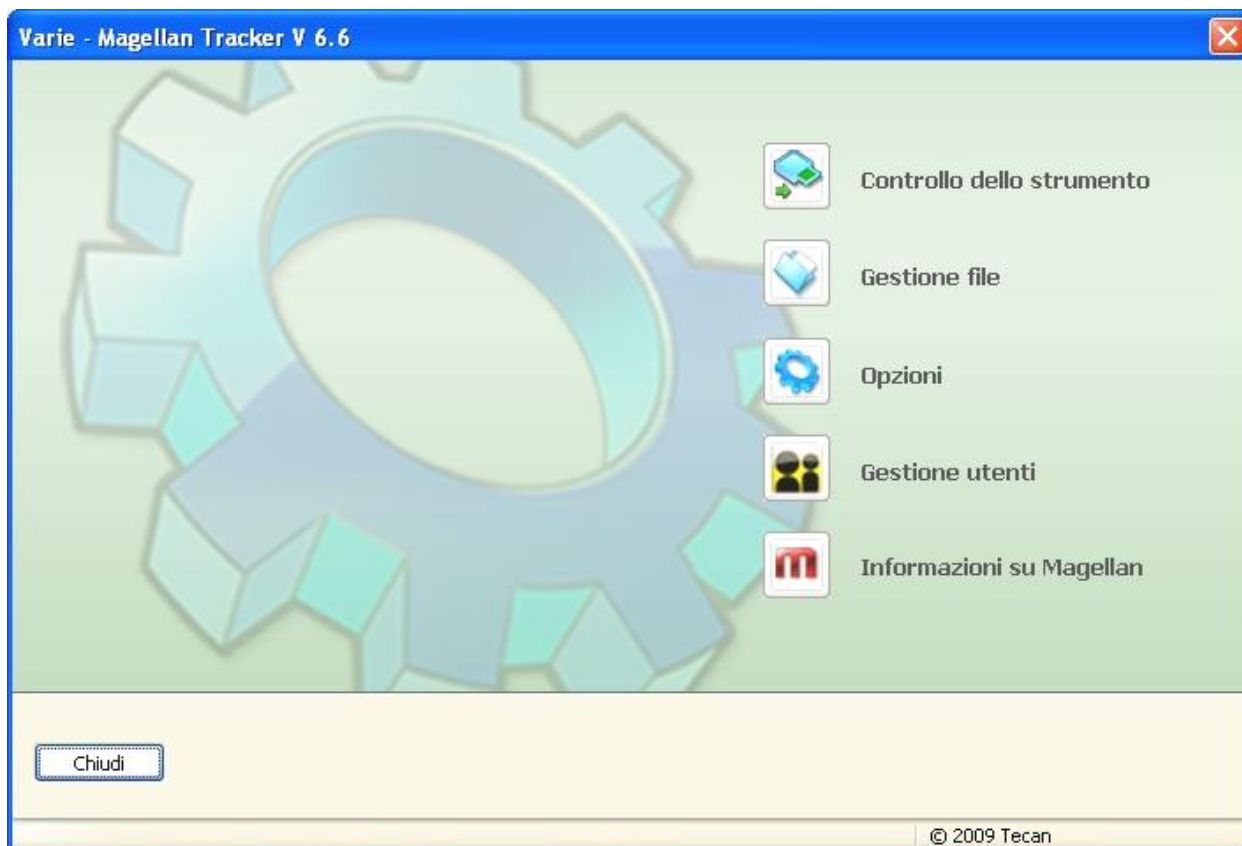 Varie - Magellan Tracker V 6.6
Controllo dello strumento
Gestione file
Opzioni
Gestione utenti
m
Informazioni su Magellan
Chiudi
© 2009 Tecan